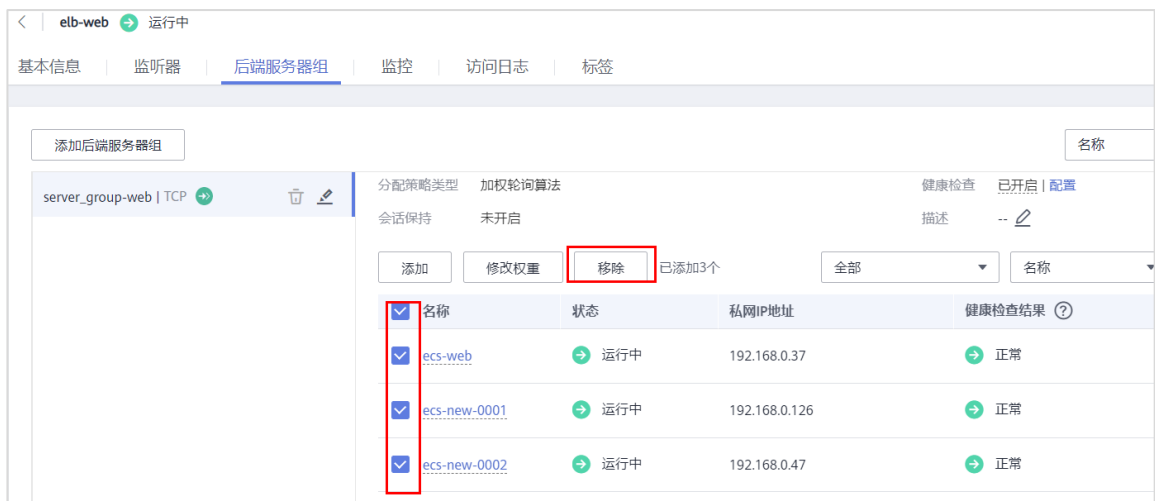 elb-web 运行中
基本信息 监听器 后端服务器组 监控 访问日志 标签
添加后端服务器组 名称
server_group-web | TCP
分配策略类型 加权轮询算法 健康检查 已开启 | 配置
会话保持 未开启 描述 --
添加 修改权重 移除 已添加3个 全部 名称
名称 状态 私网IP地址 健康检查结果 ?
ecs-web 运行中 192.168.0.37 正常
ecs-new-0001 运行中 192.168.0.126 正常
ecs-new-0002 运行中 192.168.0.47 正常